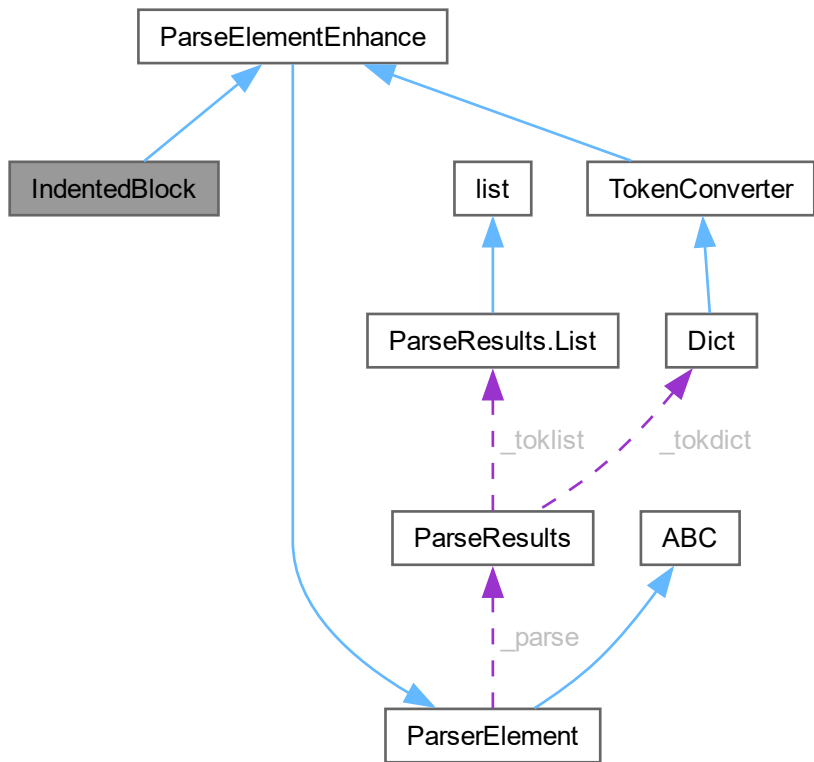 ParseElementEnhance
IndentedBlock
list
TokenConverter
ParseResults.List
Dict
_toklist
_tokdict
ParseResults
ABC
_parse
ParserElement